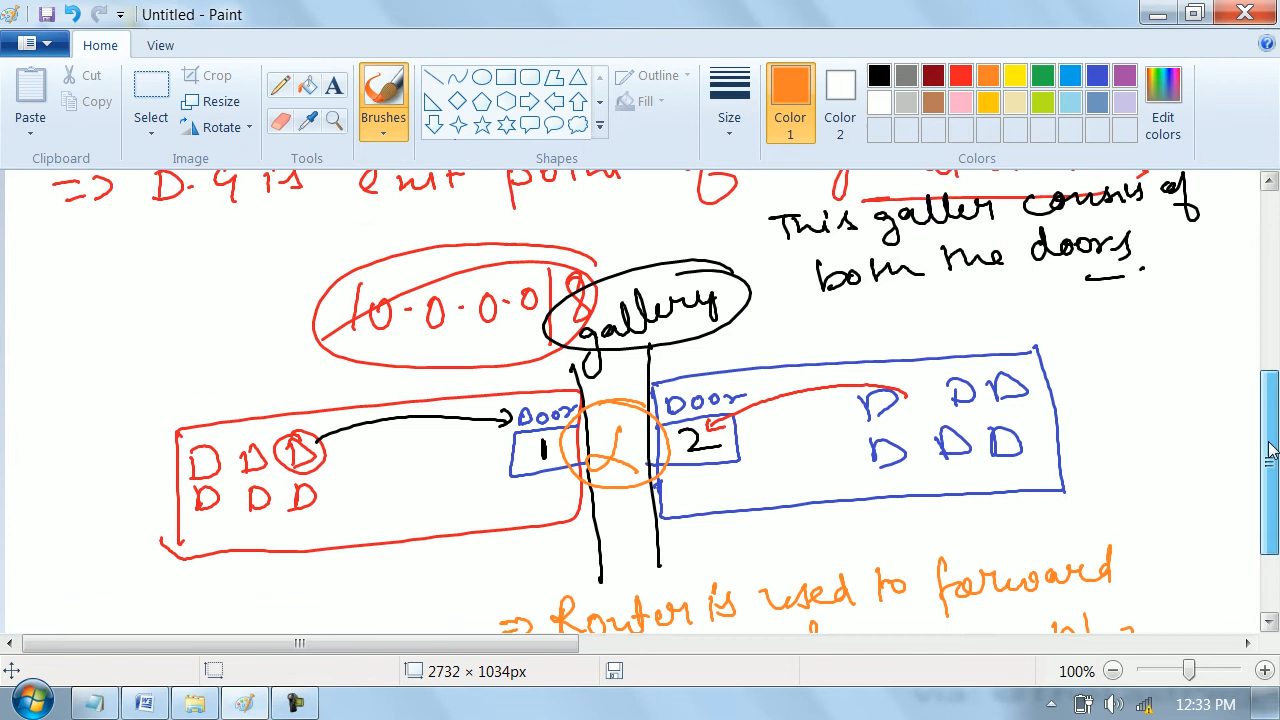 Untitled - Paint
Home View
Paste
Cut
Copy
Clipboard
Select
Crop
Resize
Rotate
Image
A
Tools
Brushes
Shapes
Outline
Fill
Size
Color 1
Color 2
Edit colors
Colors
=> D.G is exit point of
This galler consis of
both the doors.
10.0.0.0/8
gallery
Door
1
Door
2
D D D
D D D
D D D
D D D
=> Router is used to forward
2732 × 1034px
100%
12:33 PM